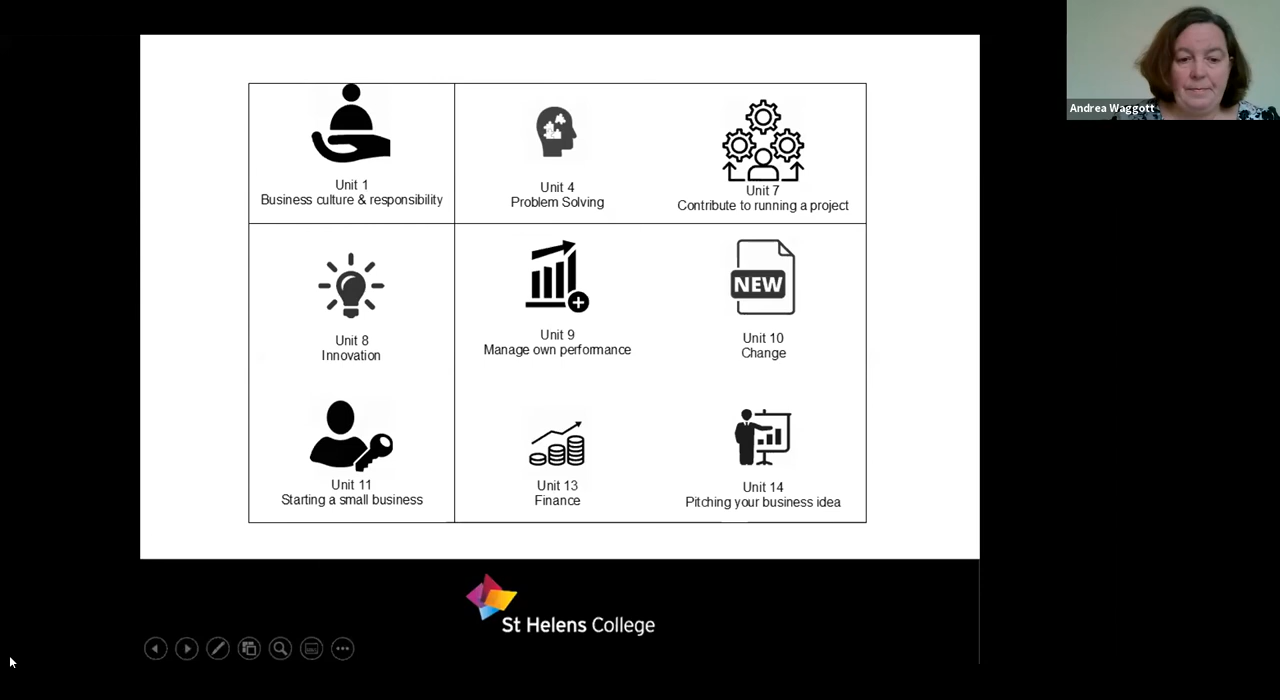 Andrea Waggott
Unit 1
Business culture & responsibility
Unit 4
Problem Solving
Unit 7
Contribute to running a project
Unit 8
Innovation
Unit 9
Manage own performance
NEW
Unit 10
Change
Unit 11
Starting a small business
Unit 13
Finance
Unit 14
Pitching your business idea
St Helens College